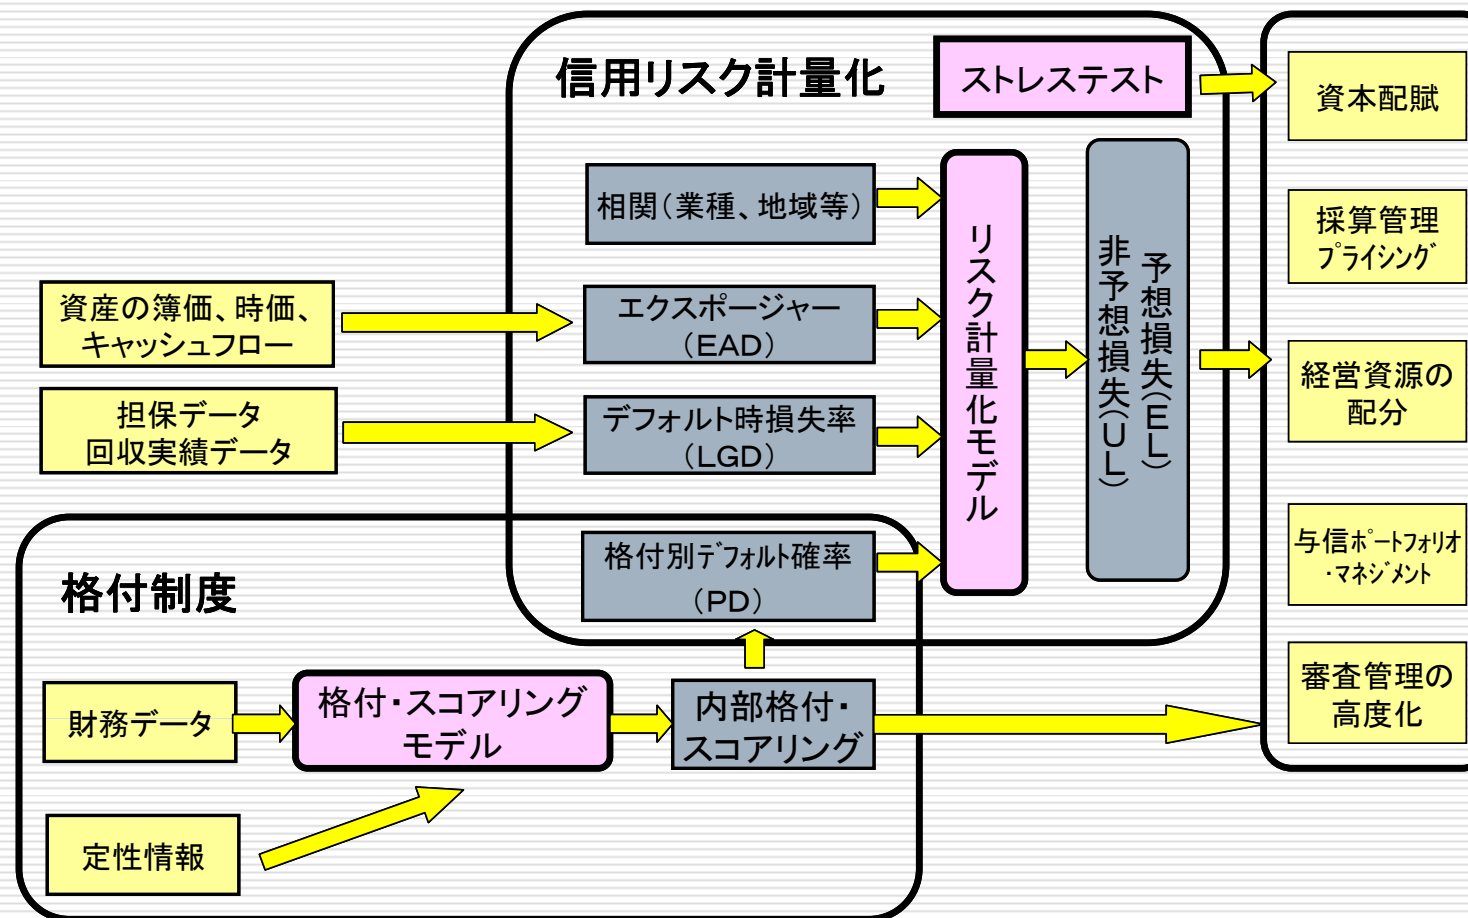 信用リスク計量化
ストレステスト
相関（業種、地域等）
資産の簿価、時価、
キャッシュフロー
エクスポージャー
（EAD）
担保データ
回収実績データ
デフォルト時損失率
（LGD）
格付別ﾃﾞﾌｫﾙﾄ確率
（PD）
リスク計量化モデル
予想損失（EL）
非予想損失（UL）
格付制度
財務データ
格付・スコアリング
モデル
内部格付・
スコアリング
定性情報
資本配賦
採算管理
ﾌﾟﾗｲｼﾝｸﾞ
経営資源の
配分
与信ﾎﾟｰﾄﾌｫﾘｵ
・ﾏﾈｼﾞﾒﾝﾄ
審査管理の
高度化